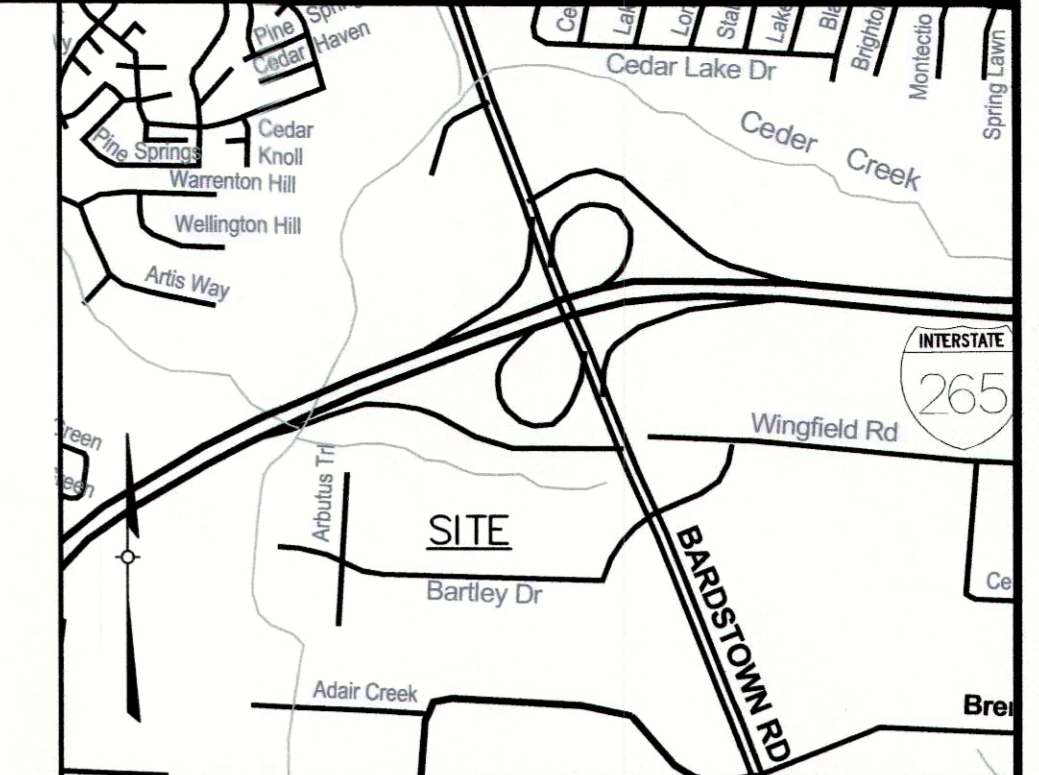 Pine
Cedar Haven
Cedar Lake Dr
Brighton
Montectio
Spring Lawn
Ceder Creek
Pine Springs
Cedar
Knoll
Warrenton Hill
Wellington Hill
Artis Way
INTERSTATE
265
Wingfield Rd
Arbutus Trl
SITE
Bartley Dr
BARDSTOWN RD
Adair Creek